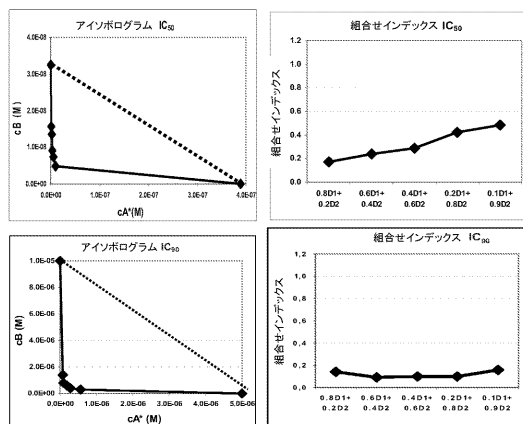 アイソボログラム IC50
4.0E-08
3.0E-08
2.0E-08
1.0E-08
0.0E+00
cB (M)
0.0E+00 1.0E-07 2.0E-07 3.0E-07 4.0E-07
cA*(M)
組合せインデックス IC50
組合せインデックス
1.2
1.0
0.8
0.6
0.4
0.2
0.0
0.8D1+ 0.6D1+ 0.4D1+ 0.2D1+ 0.1D1+
0.2D2 0.4D2 0.6D2 0.8D2 0.9D2
アイソボログラム IC90
1.0E-05
8.0E-06
6.0E-06
4.0E-06
2.0E-06
0.0E+00
cB (M)
0.0E+00 1.0E-06 2.0E-06 3.0E-06 4.0E-06 5.0E-06
cA* (M)
組合せインデックス IC90
組合せインデックス
1,2
1,0
0,8
0,6
0,4
0,2
0,0
0.8D1+ 0.6D1+ 0.4D1+ 0.2D1+ 0.1D1+
0.2D2 0.4D2 0.6D2 0.8D2 0.9D2